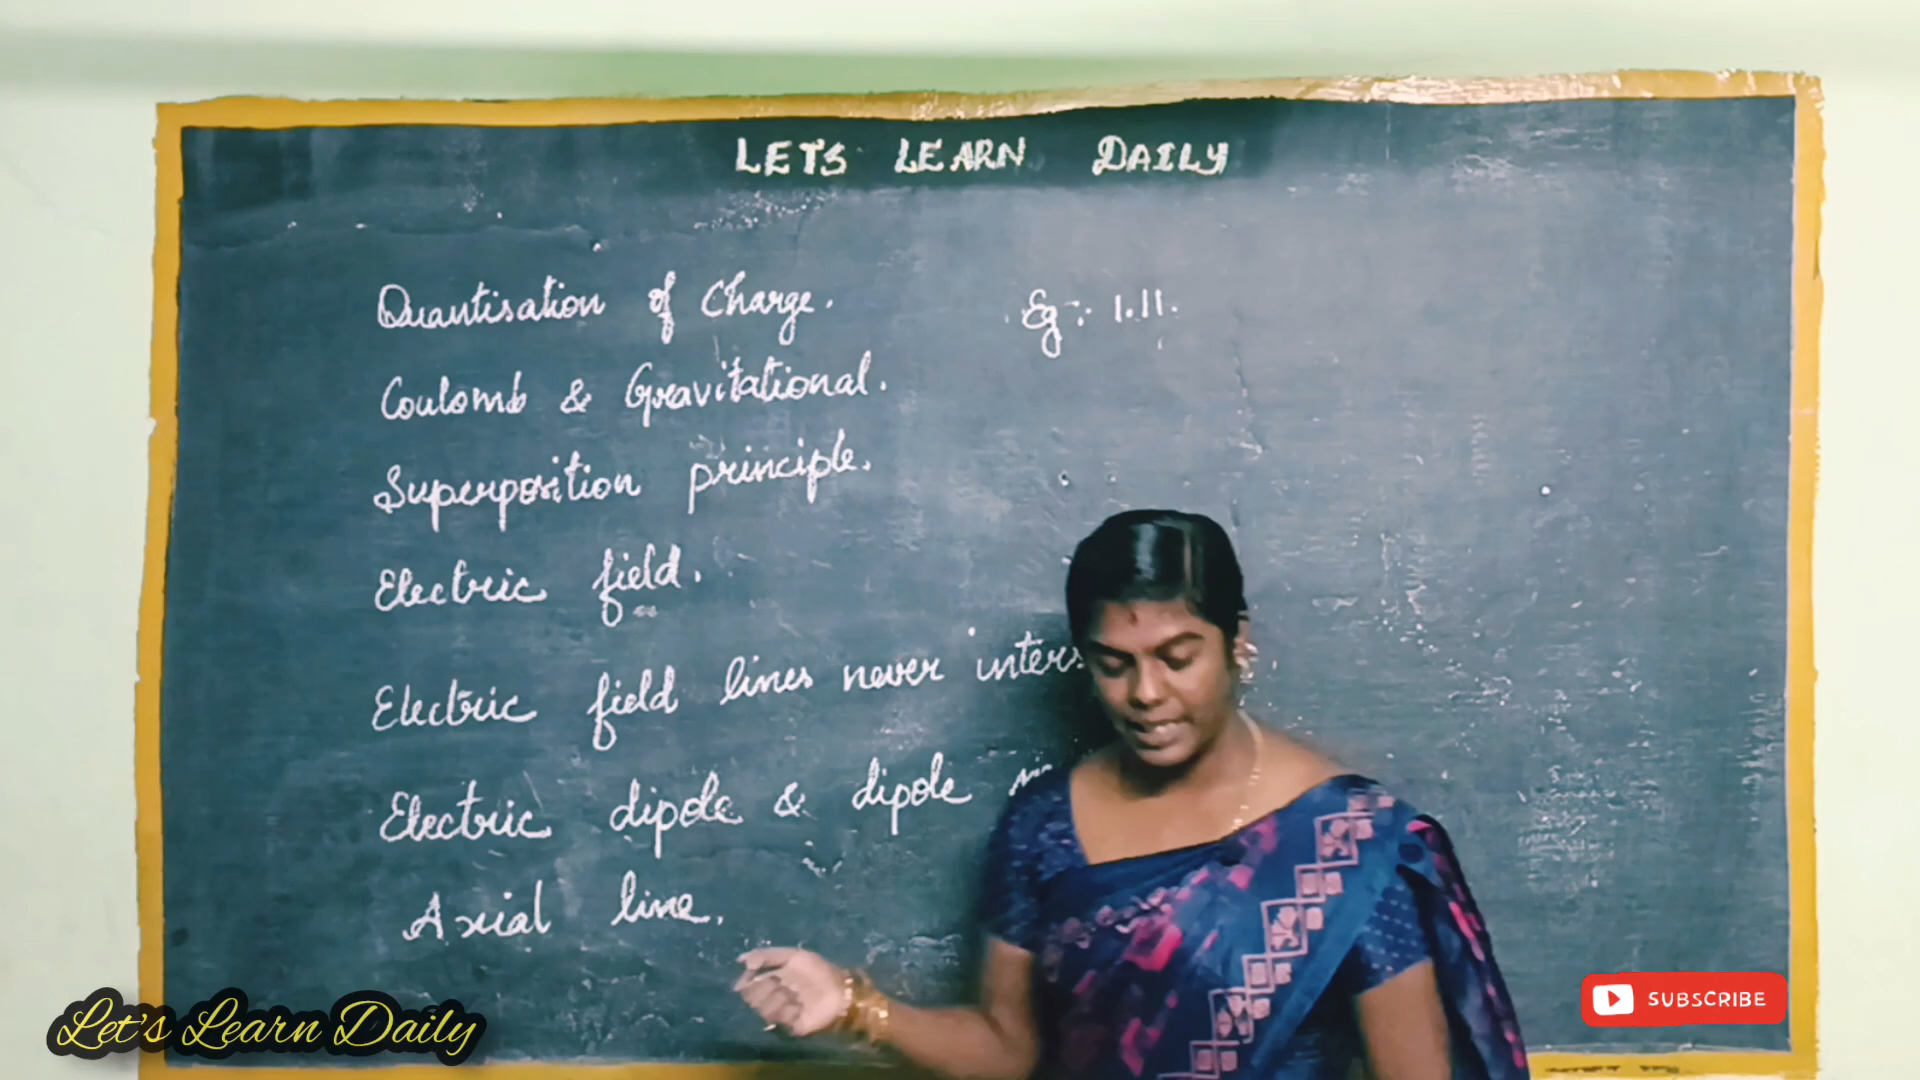 LET'S LEARN DAILY
Quantisation of Charge.
Eg:- 1.11.
Coulomb & Gravitational.
Superposition principle.
Electric field.
Electric field lines never
Electric dipole & dipole
Axial line.
Let's Learn Daily
SUBSCRIBE